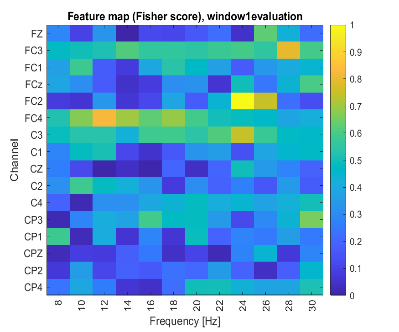 Feature map (Fisher score), window1evaluation
FZ
FC3
FC1
FCz
FC2
FC4
C3
C1
CZ
C2
C4
CP3
CP1
CPZ
CP2
CP4
Channel
8 10 12 14 16 18 20 22 24 26 28 30
Frequency [Hz]
1
0.9
0.8
0.7
0.6
0.5
0.4
0.3
0.2
0.1
0